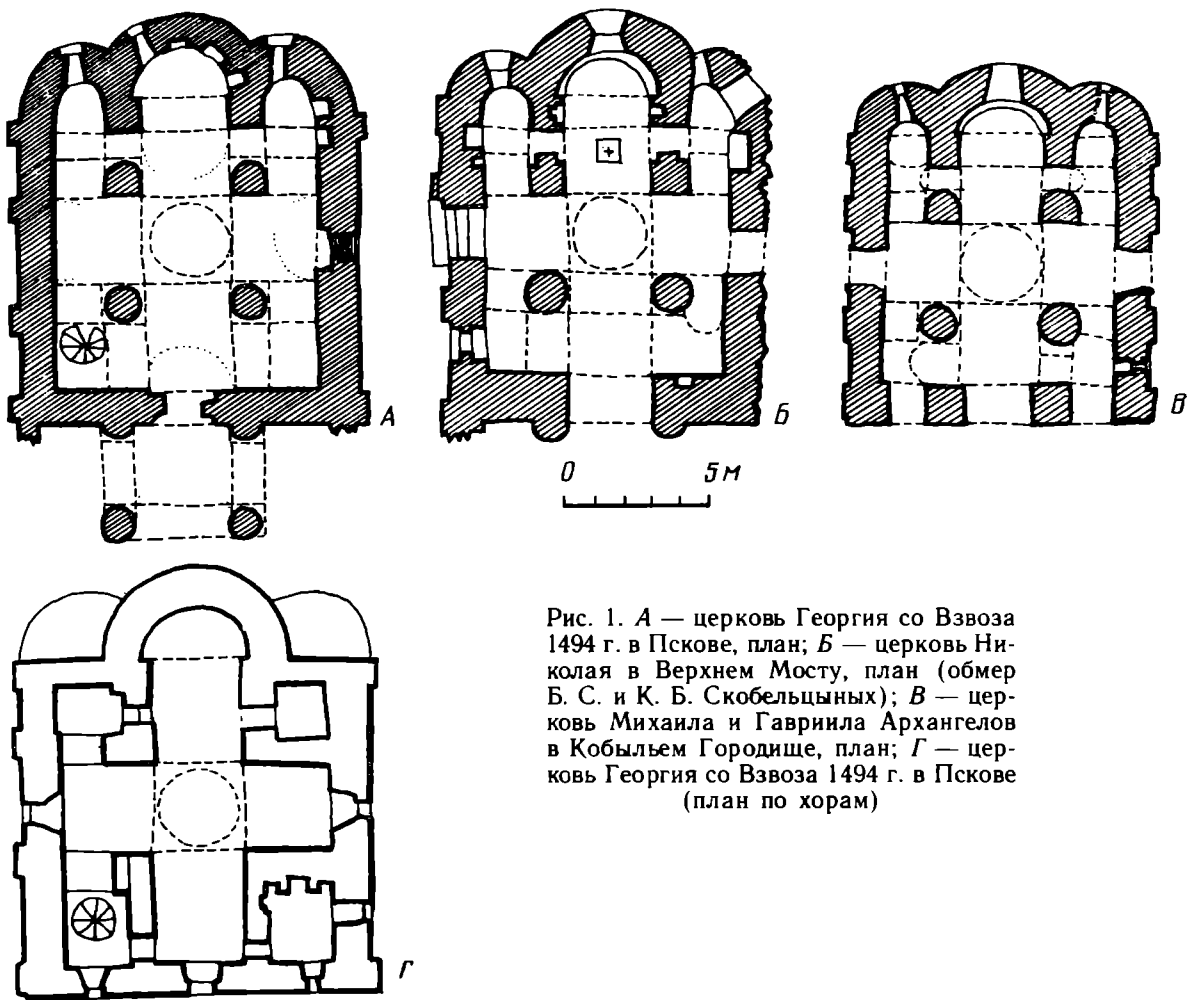 А
Б
В
0 5 м
Г
Рис. 1. А — церковь Георгия со Взвоза
1494 г. в Пскове, план; Б — церковь Ни-
колая в Верхнем Мосту, план (обмер
Б. С. и К. Б. Скобельцыных); В — цер-
ковь Михаила и Гавриила Архангелов
в Кобыльем Городище, план; Г — цер-
ковь Георгия со Взвоза 1494 г. в Пскове
(план по хорам)